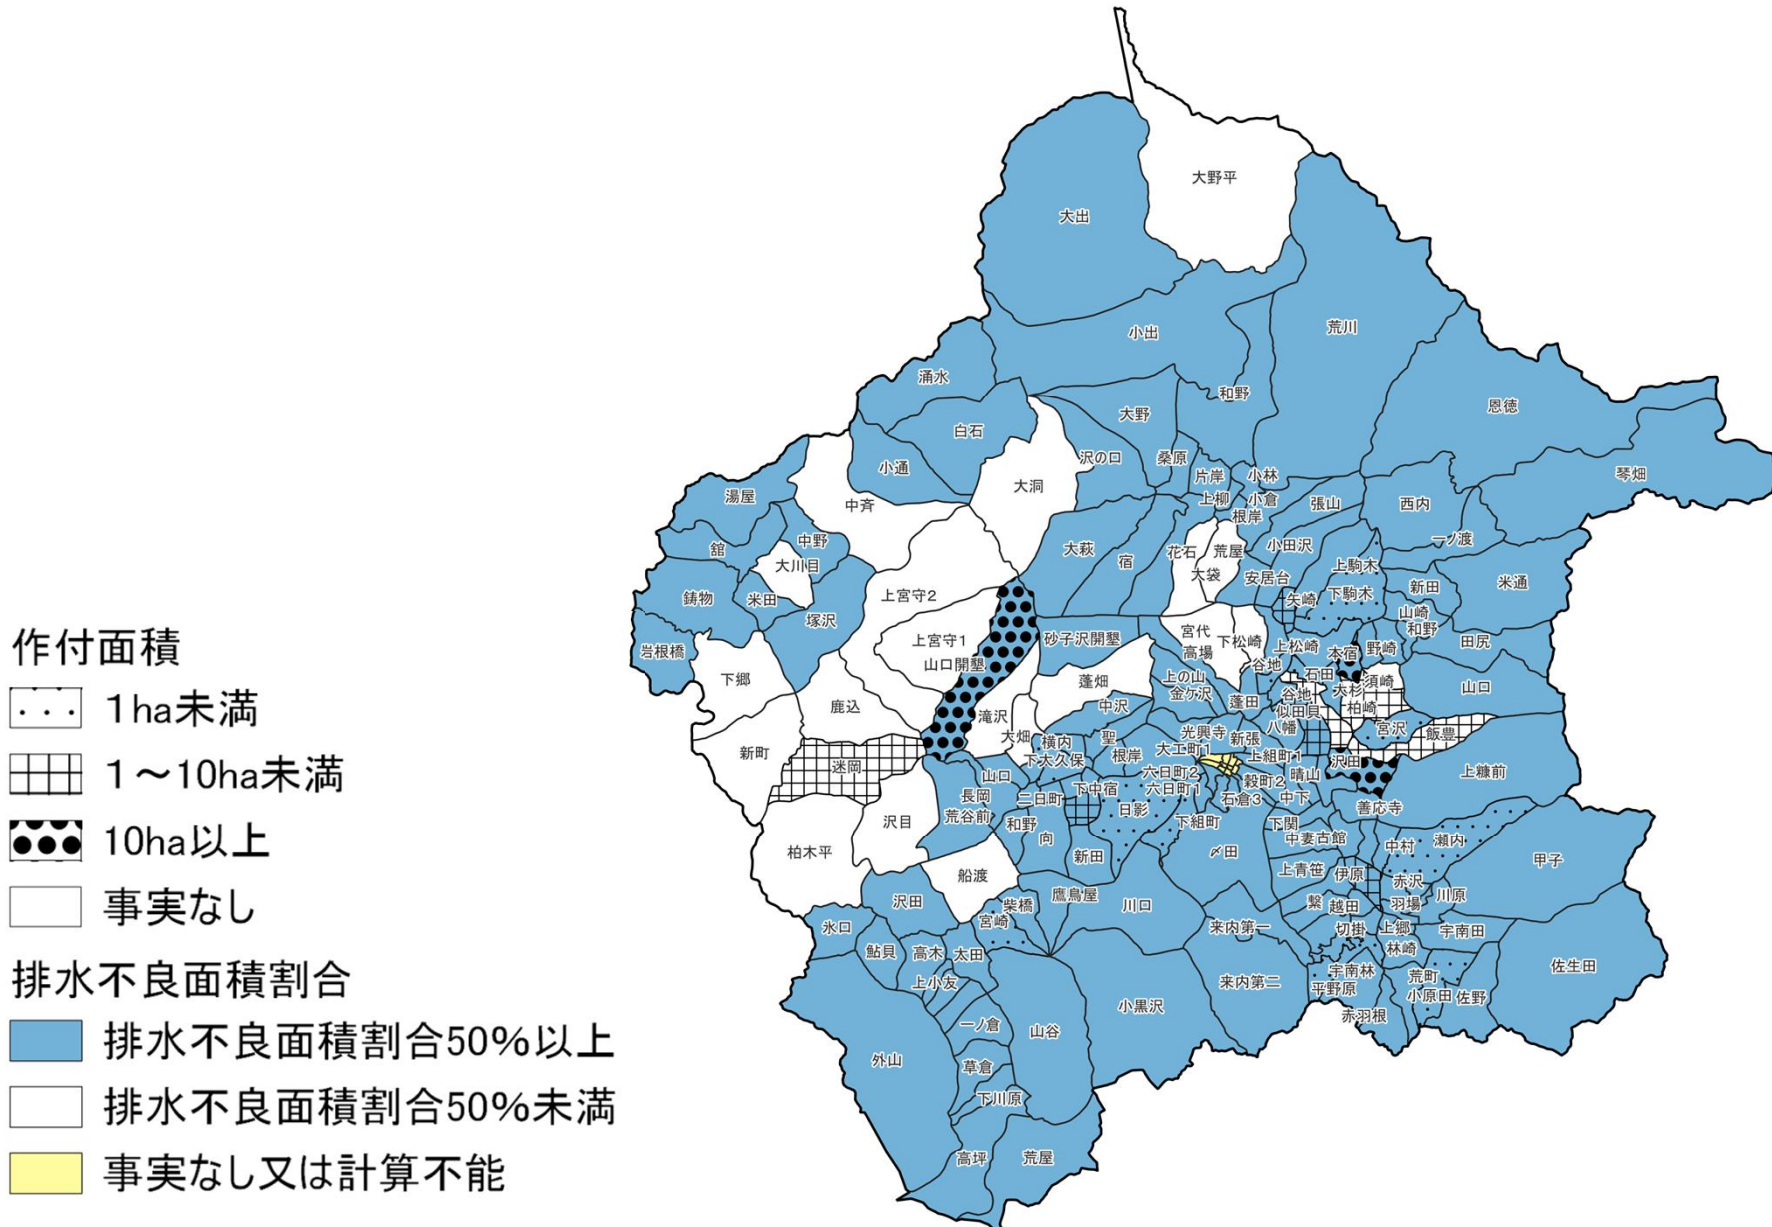 作付面積
1ha未満
1～10ha未満
10ha以上
事実なし
排水不良面積割合
排水不良面積割合50%以上
排水不良面積割合50%未満
事実なし又は計算不能
大野平
大出
小出
荒川
涌水
和野
恩徳
大野
白石
小通
沢の口
桑原
片岸
小林
琴畑
大洞
湯屋
中斉
上柳
小倉
根岸
張山
西内
一ノ渡
舘
中野
大萩
宿
花石
荒屋
小田沢
大川目
大袋
安居台
上駒木
米通
鋳物
米田
上宮守2
矢崎
下駒木
新田
塚沢
山崎
和野
岩根橋
上宮守1
砂子沢開墾
宮代
下松崎
上松崎
本宿
野崎
田尻
高場
山口開墾
下郷
谷地
石田
須崎
山口
蓬畑
上の山
金ケ沢
谷地
大杉
鹿込
中沢
蓬田
似田貝
柏崎
滝沢
八幡
宮沢
飯豊
大畑
横内
聖
光興寺
新張
新町
下大久保
根岸
大工町1
上組町1
迷岡
沢田
山口
六日町2
穀町2
晴山
上糠前
長岡
二日町
下中宿
六日町1
石倉3
中下
荒谷前
日影
善応寺
沢目
和野
向
下組町
下関
中妻古館
瀬内
柏木平
新田
〆田
中村
甲子
船渡
上青笹
伊原
赤沢
沢田
柴橋
鷹鳥屋
川口
繋
越田
羽場
川原
氷口
宮崎
来内第一
切掛
上郷
宇南田
鮎貝
高木
太田
林崎
佐生田
上小友
来内第二
宇南林
荒町
平野原
小原田
佐野
小黒沢
赤羽根
一ノ倉
山谷
外山
草倉
下川原
高坪
荒屋